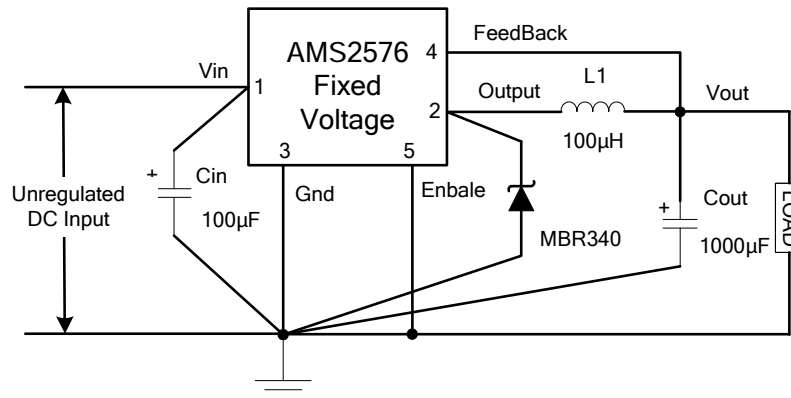 AMS2576
Fixed
Voltage
FeedBack
4
Vin
1
Output
2
L1
100µH
Vout
3
5
Gnd
Enbale
+
Cin
100µF
Unregulated
DC Input
MBR340
+
Cout
1000µF
LOAD